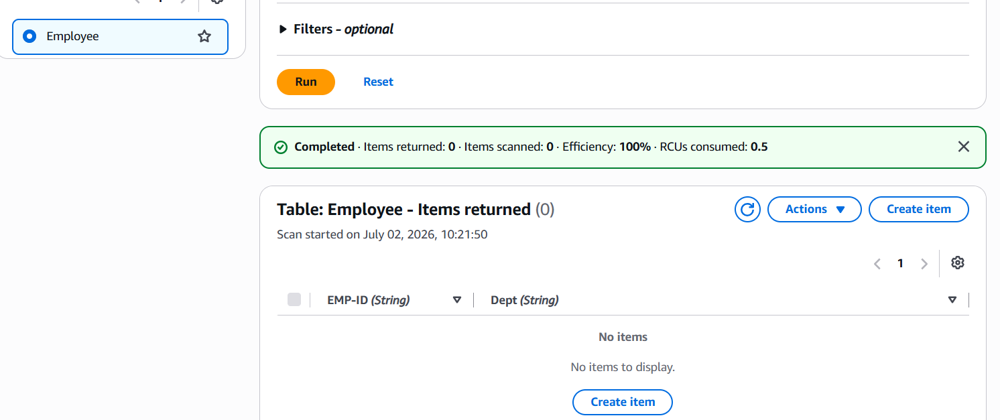 Employee
Filters - optional
Run Reset
Completed · Items returned: 0 · Items scanned: 0 · Efficiency: 100% · RCUs consumed: 0.5
Table: Employee - Items returned (0)
Actions
Create item
Scan started on July 02, 2026, 10:21:50
1
EMP-ID (String) Dept (String)
No items
No items to display.
Create item